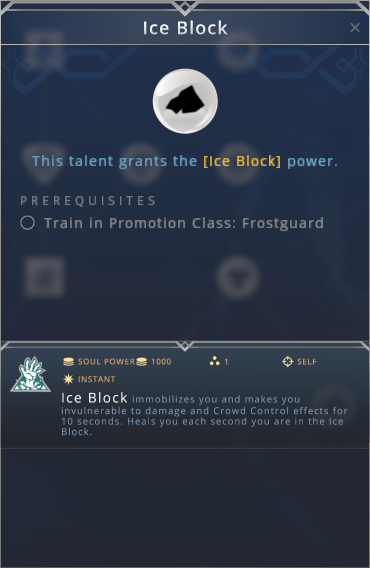 Ice Block
×
This talent grants the [Ice Block] power.
PREREQUISITES
Train in Promotion Class: Frostguard
SOUL POWER 1000 1 SELF
INSTANT
Ice Block immobilizes you and makes you
invulnerable to damage and Crowd Control effects for
10 seconds. Heals you each second you are in the Ice
Block.